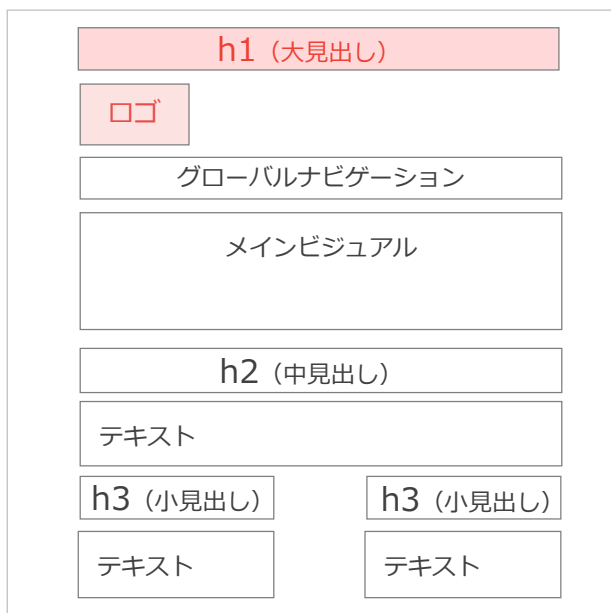 h1（大見出し）
ロゴ
グローバルナビゲーション
メインビジュアル
h2（中見出し）
テキスト
h3（小見出し）
h3（小見出し）
テキスト
テキスト